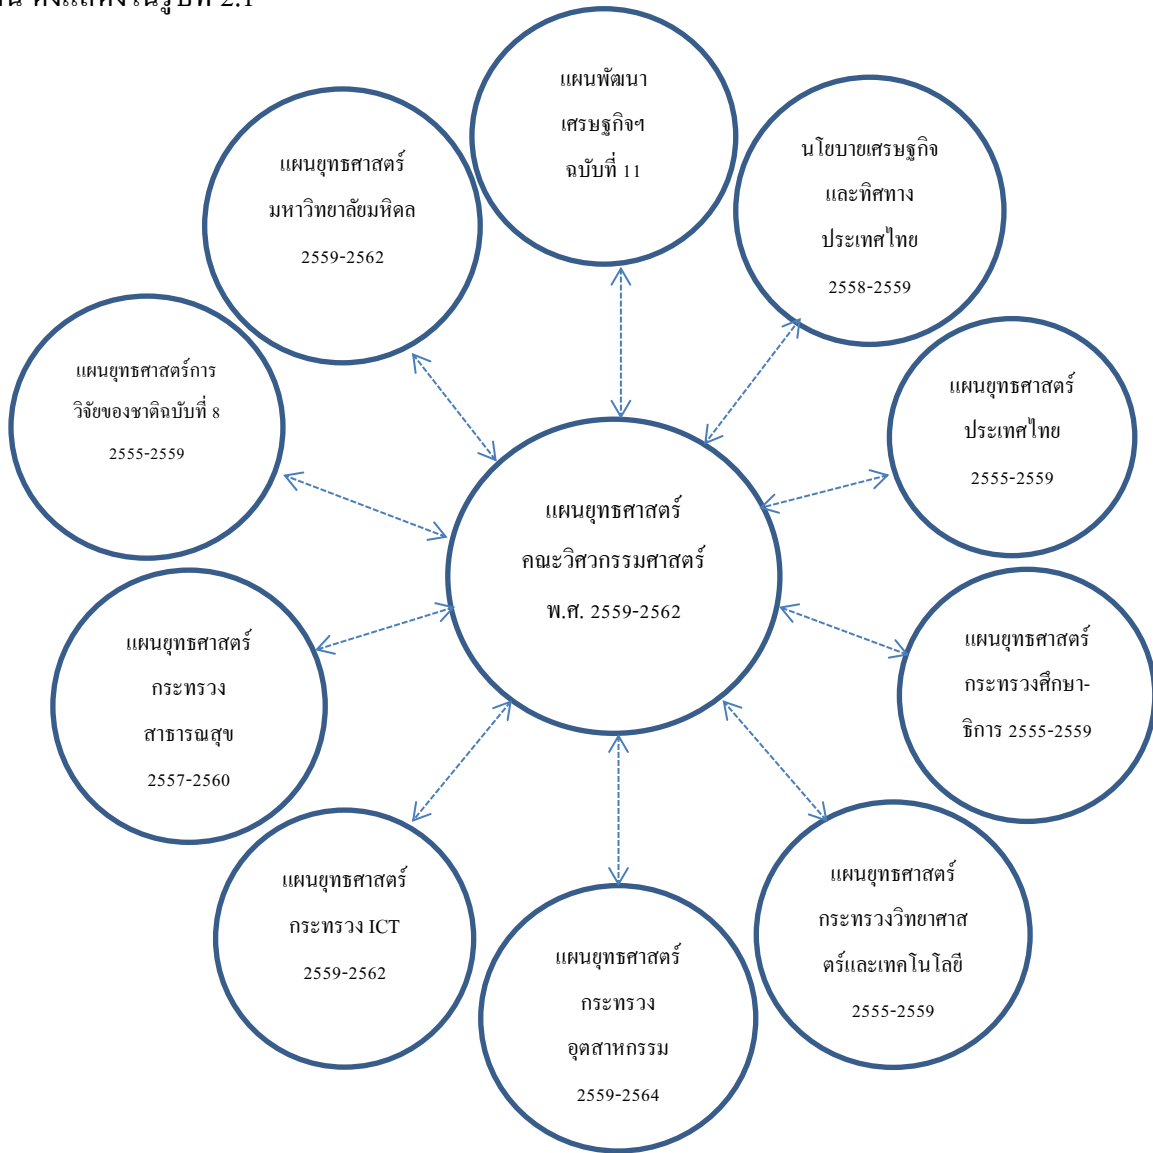 ดังแสดงในรูปที่ 2.1
แผนพัฒนา
เศรษฐกิจฯ
ฉบับที่ 11
นโยบายเศรษฐกิจ
และทิศทาง
ประเทศไทย
2558-2559
แผนยุทธศาสตร์
มหาวิทยาลัยมหิดล
2559-2562
แผนยุทธศาสตร์การ
วิจัยของชาติฉบับที่ 8
2555-2559
แผนยุทธศาสตร์
ประเทศไทย
2555-2559
แผนยุทธศาสตร์
คณะวิศวกรรมศาสตร์
พ.ศ. 2559-2562
แผนยุทธศาสตร์
กระทรวง
สาธารณสุข
2557-2560
แผนยุทธศาสตร์
กระทรวงศึกษา-
ธิการ 2555-2559
แผนยุทธศาสตร์
กระทรวง ICT
2559-2562
แผนยุทธศาสตร์
กระทรวง
อุตสาหกรรม
2559-2564
แผนยุทธศาสตร์
กระทรวงวิทยาศาส
ตร์และเทคโนโลยี
2555-2559